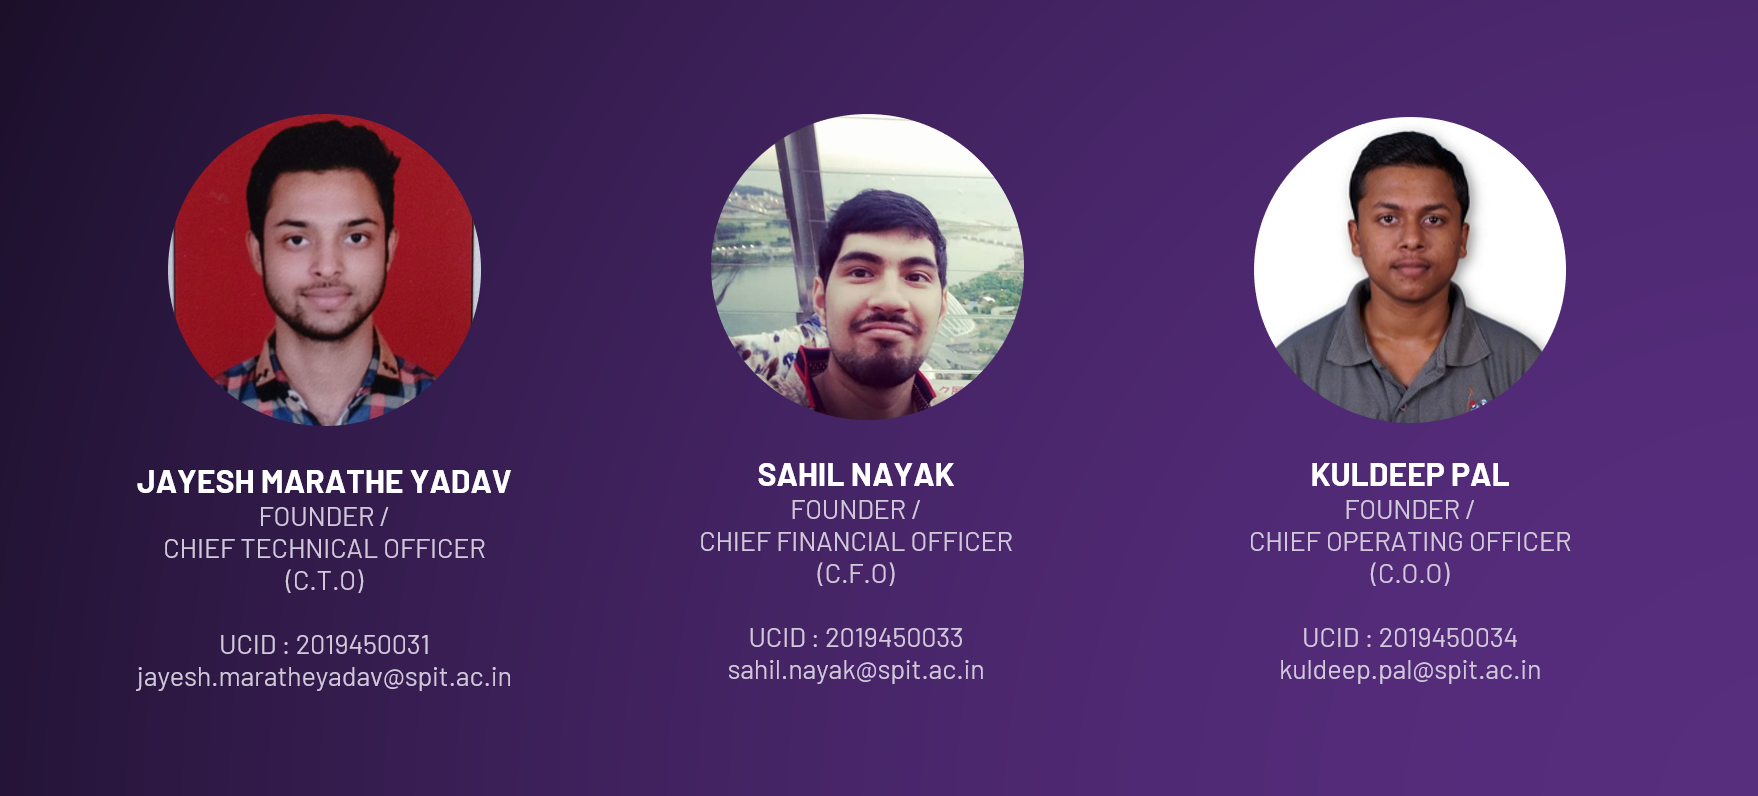 JAYESH MARATHE YADAV
FOUNDER /
CHIEF TECHNICAL OFFICER
(C.T.O)
UCID : 2019450031
jayesh.maratheyadav@spit.ac.in
SAHIL NAYAK
FOUNDER /
CHIEF FINANCIAL OFFICER
(C.F.O)
UCID : 2019450033
sahil.nayak@spit.ac.in
KULDEEP PAL
FOUNDER /
CHIEF OPERATING OFFICER
(C.O.O)
UCID : 2019450034
kuldeep.pal@spit.ac.in